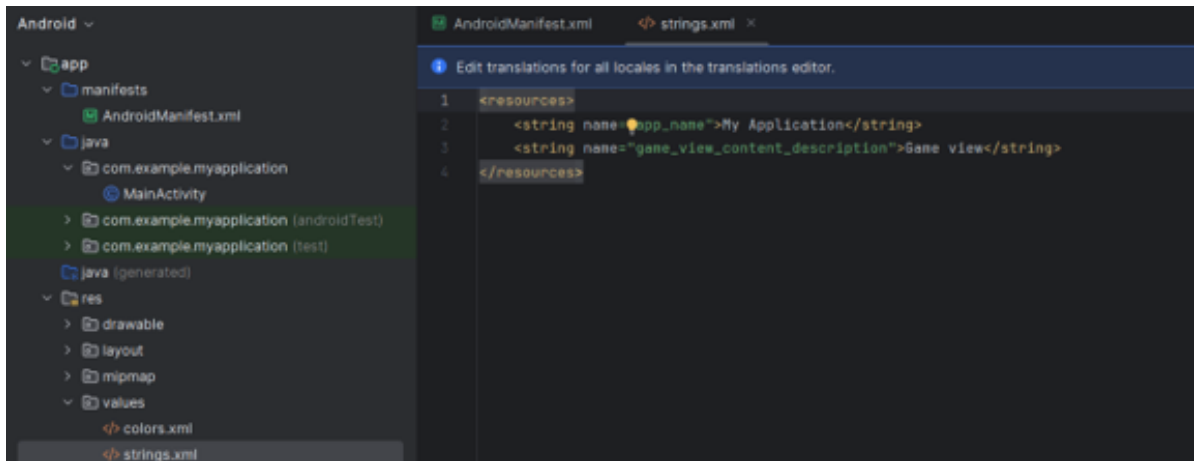 Android
app
manifests
AndroidManifest.xml
java
com.example.myapplication
MainActivity
com.example.myapplication (androidTest)
com.example.myapplication (test)
java (generated)
res
drawable
layout
mipmap
values
colors.xml
strings.xml
AndroidManifest.xml strings.xml
Edit translations for all locales in the translations editor.
1 <resources>
2 <string name="app_name">My Application</string>
3 <string name="game_view_content_description">Game view</string>
4 </resources>